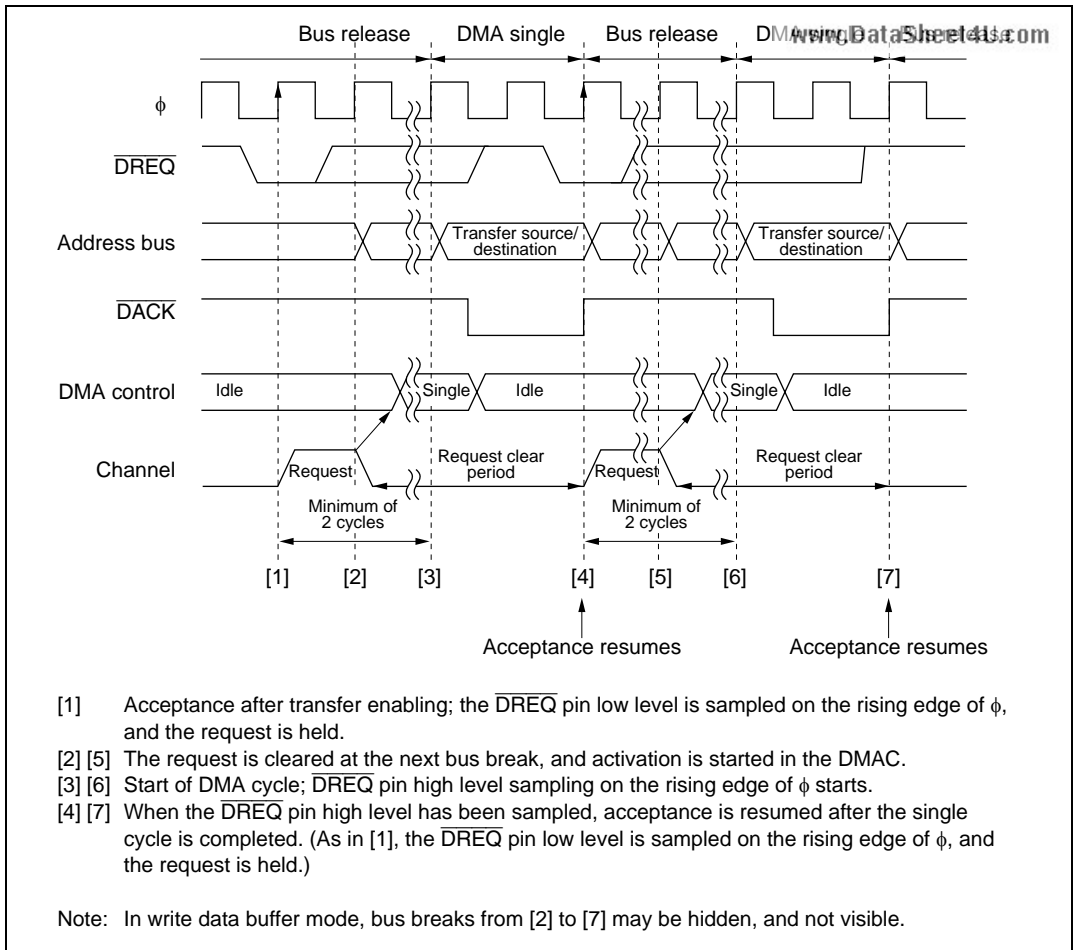 Bus release DMA single Bus release DMA single Bus release
www.DataSheet4U.com
ϕ
DREQ
Address bus
Transfer source/
destination
Transfer source/
destination
DACK
DMA control
Idle
Single
Idle
Single
Idle
Channel
Request
Request clear
period
Request
Request clear
period
Minimum of
2 cycles
Minimum of
2 cycles
[1] [2] [3] [4] [5] [6] [7]
Acceptance resumes
Acceptance resumes
[1] Acceptance after transfer enabling; the DREQ pin low level is sampled on the rising edge of ϕ,
and the request is held.
[2] [5] The request is cleared at the next bus break, and activation is started in the DMAC.
[3] [6] Start of DMA cycle; DREQ pin high level sampling on the rising edge of ϕ starts.
[4] [7] When the DREQ pin high level has been sampled, acceptance is resumed after the single
cycle is completed. (As in [1], the DREQ pin low level is sampled on the rising edge of ϕ, and
the request is held.)
Note: In write data buffer mode, bus breaks from [2] to [7] may be hidden, and not visible.